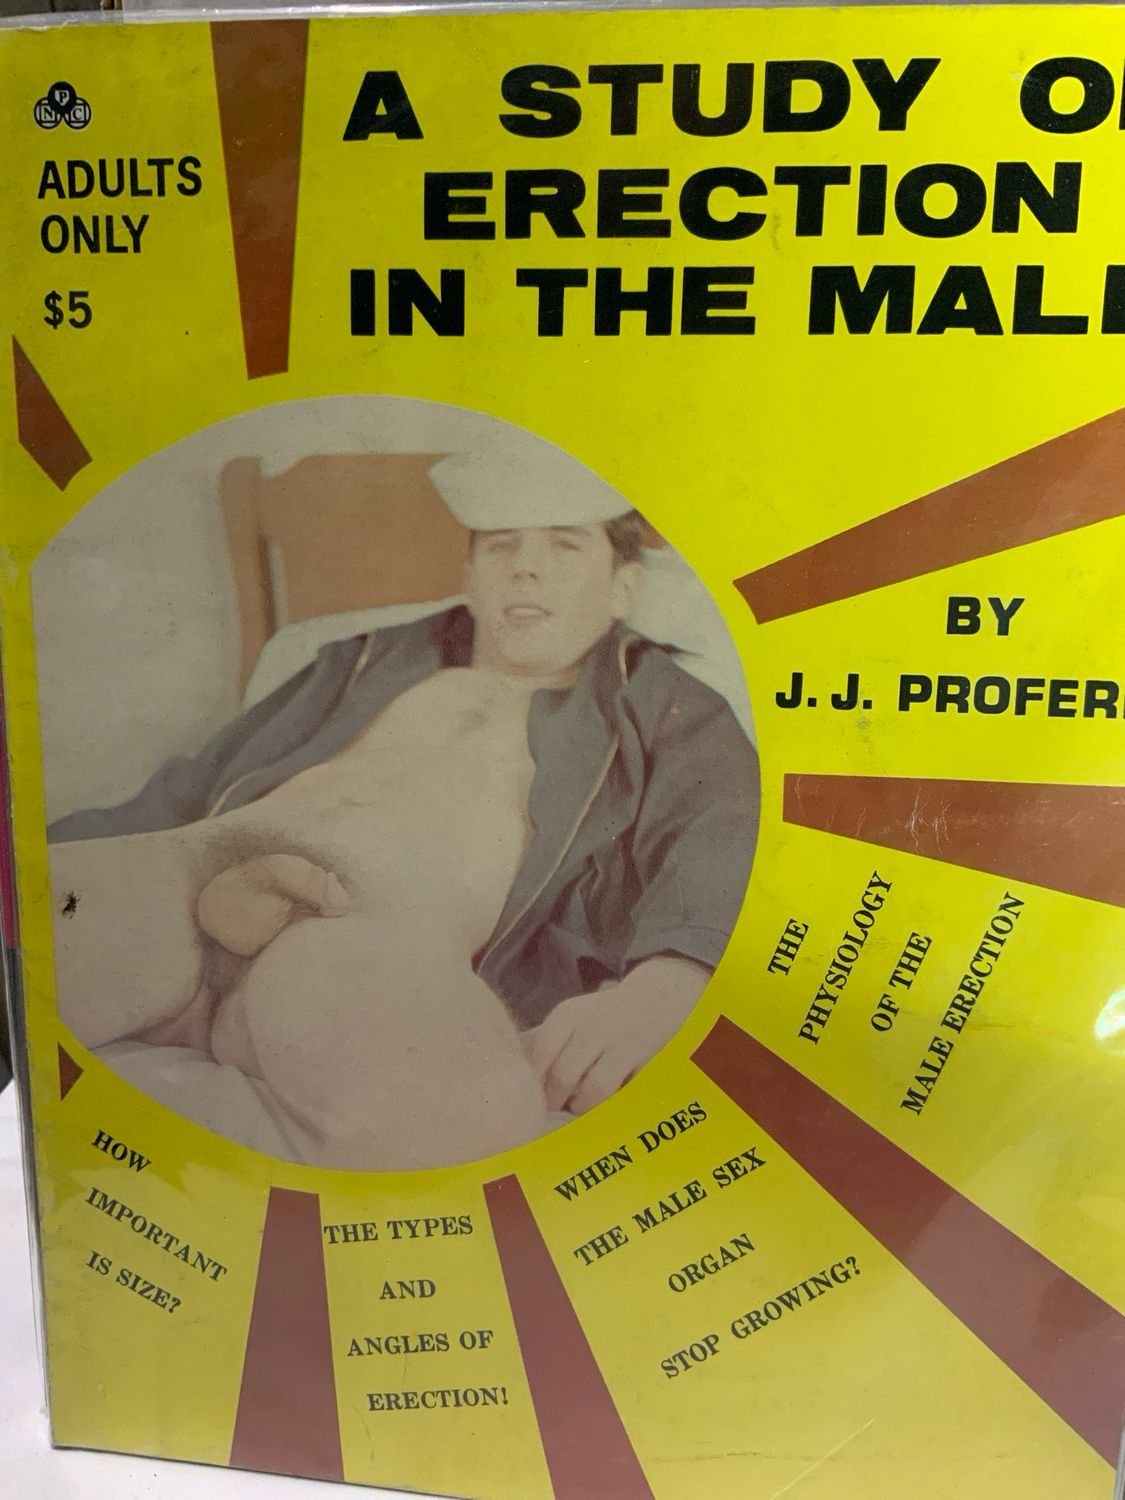 P
N C
ADULTS
ONLY
$5
A STUDY O
ERECTION
IN THE MAL
BY
J. J. PROFER
THE
PHYSIOLOGY
OF THE
MALE ERECTION
WHEN DOES
THE MALE SEX
ORGAN
STOP GROWING?
THE TYPES
AND
ANGLES OF
ERECTION!
HOW
IMPORTANT
IS SIZE?